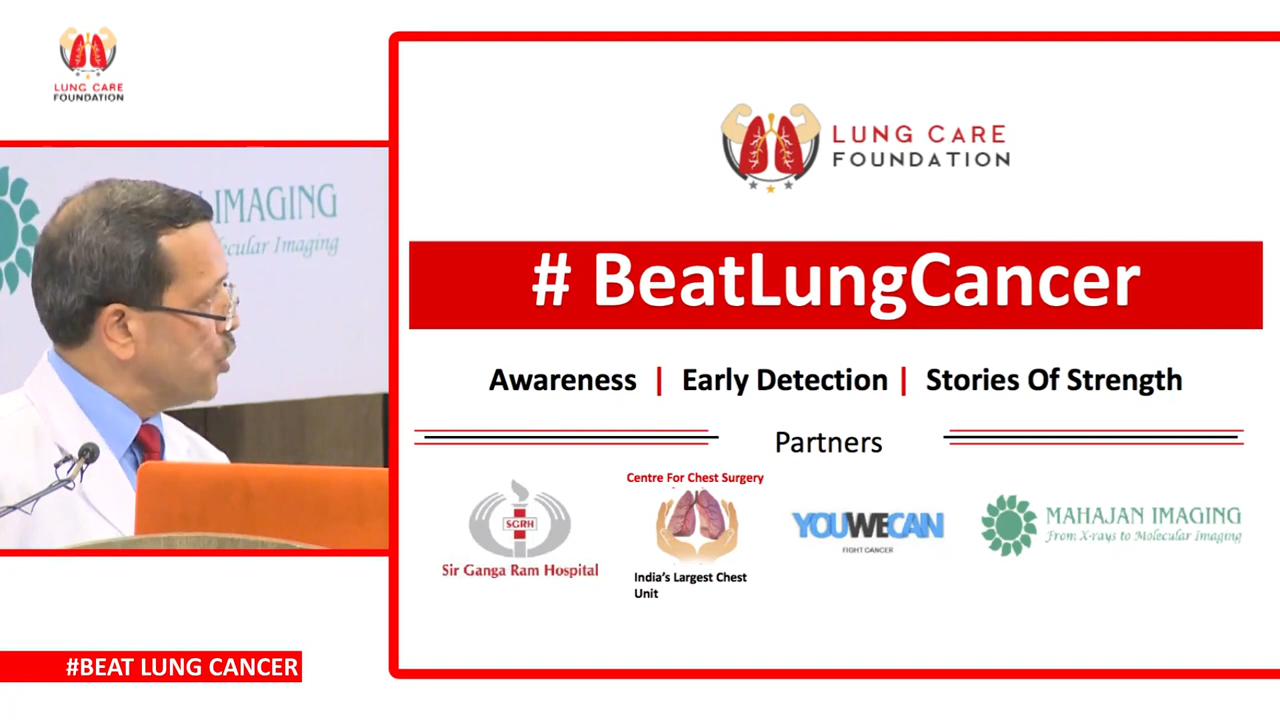 LUNG CARE
FOUNDATION
IMAGING
ecular Imaging
#BEAT LUNG CANCER
LUNG CARE
FOUNDATION
# BeatLungCancer
Awareness | Early Detection | Stories Of Strength
Partners
SGRH
Sir Ganga Ram Hospital
Centre For Chest Surgery
India's Largest Chest
Unit
YOUWECAN
FIGHT CANCER
MAHAJAN IMAGING
From X-rays to Molecular Imaging